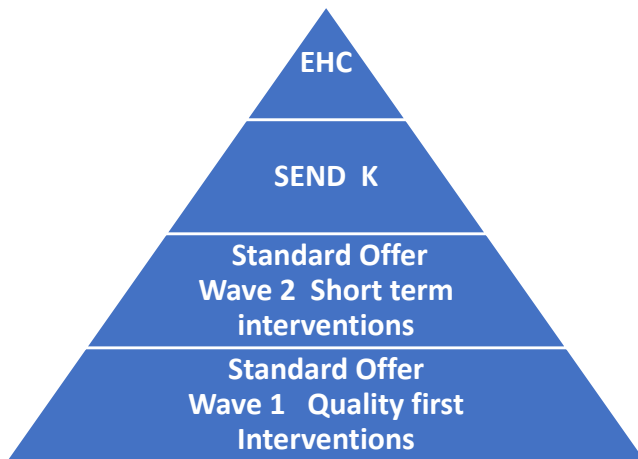 EHC
SEND  K
Standard Offer
Wave 2  Short term
interventions
Standard Offer
Wave 1   Quality first
Interventions